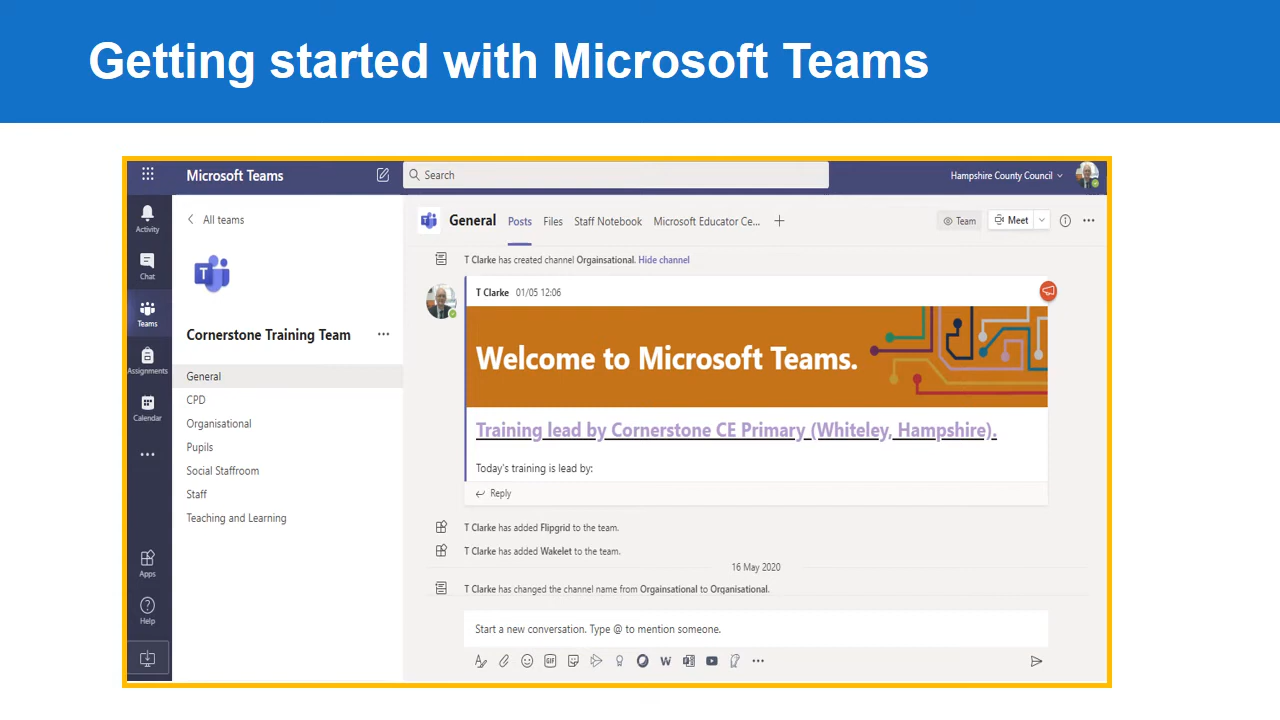 Getting started with Microsoft Teams
Microsoft Teams
Search
Hampshire County Council
Activity
Chat
Teams
Assignments
Calendar
Apps
Help
All teams
T
Cornerstone Training Team
General
CPD
Organisational
Pupils
Social Staffroom
Staff
Teaching and Learning
General Posts Files Staff Notebook Microsoft Educator Ce... +
Team Meet
T Clarke has created channel Orgainsational. Hide channel
T Clarke 01/05 12:06
Welcome to Microsoft Teams.
Training lead by Cornerstone CE Primary (Whiteley, Hampshire).
Today's training is lead by:
Reply
T Clarke has added Flipgrid to the team.
T Clarke has added Wakelet to the team.
16 May 2020
T Clarke has changed the channel name from Orgainsational to Organisational.
Start a new conversation. Type @ to mention someone.
GIF
W